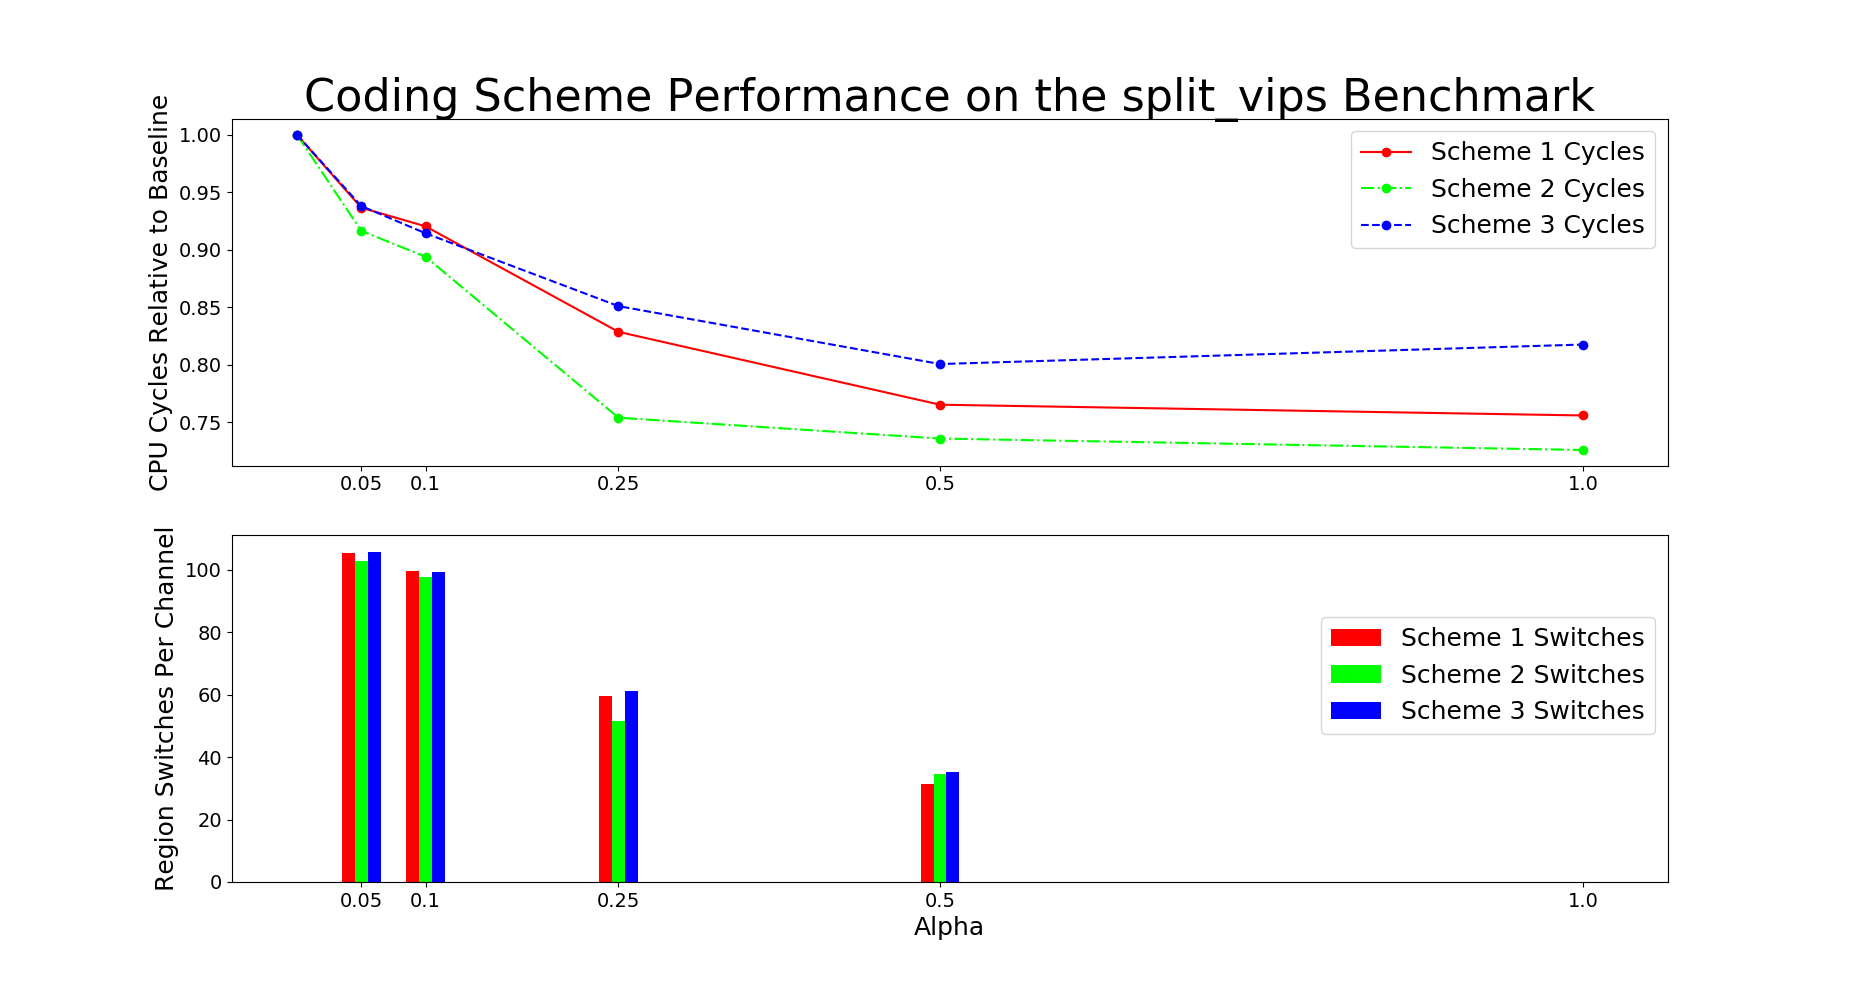 Coding Scheme Performance on the split_vips Benchmark
CPU Cycles Relative to Baseline
1.00
0.95
0.90
0.85
0.80
0.75
Scheme 1 Cycles
Scheme 2 Cycles
Scheme 3 Cycles
0.05 0.1 0.25 0.5 1.0
Region Switches Per Channel
100
80
60
40
20
0
Scheme 1 Switches
Scheme 2 Switches
Scheme 3 Switches
0.05 0.1 0.25 0.5 1.0
Alpha